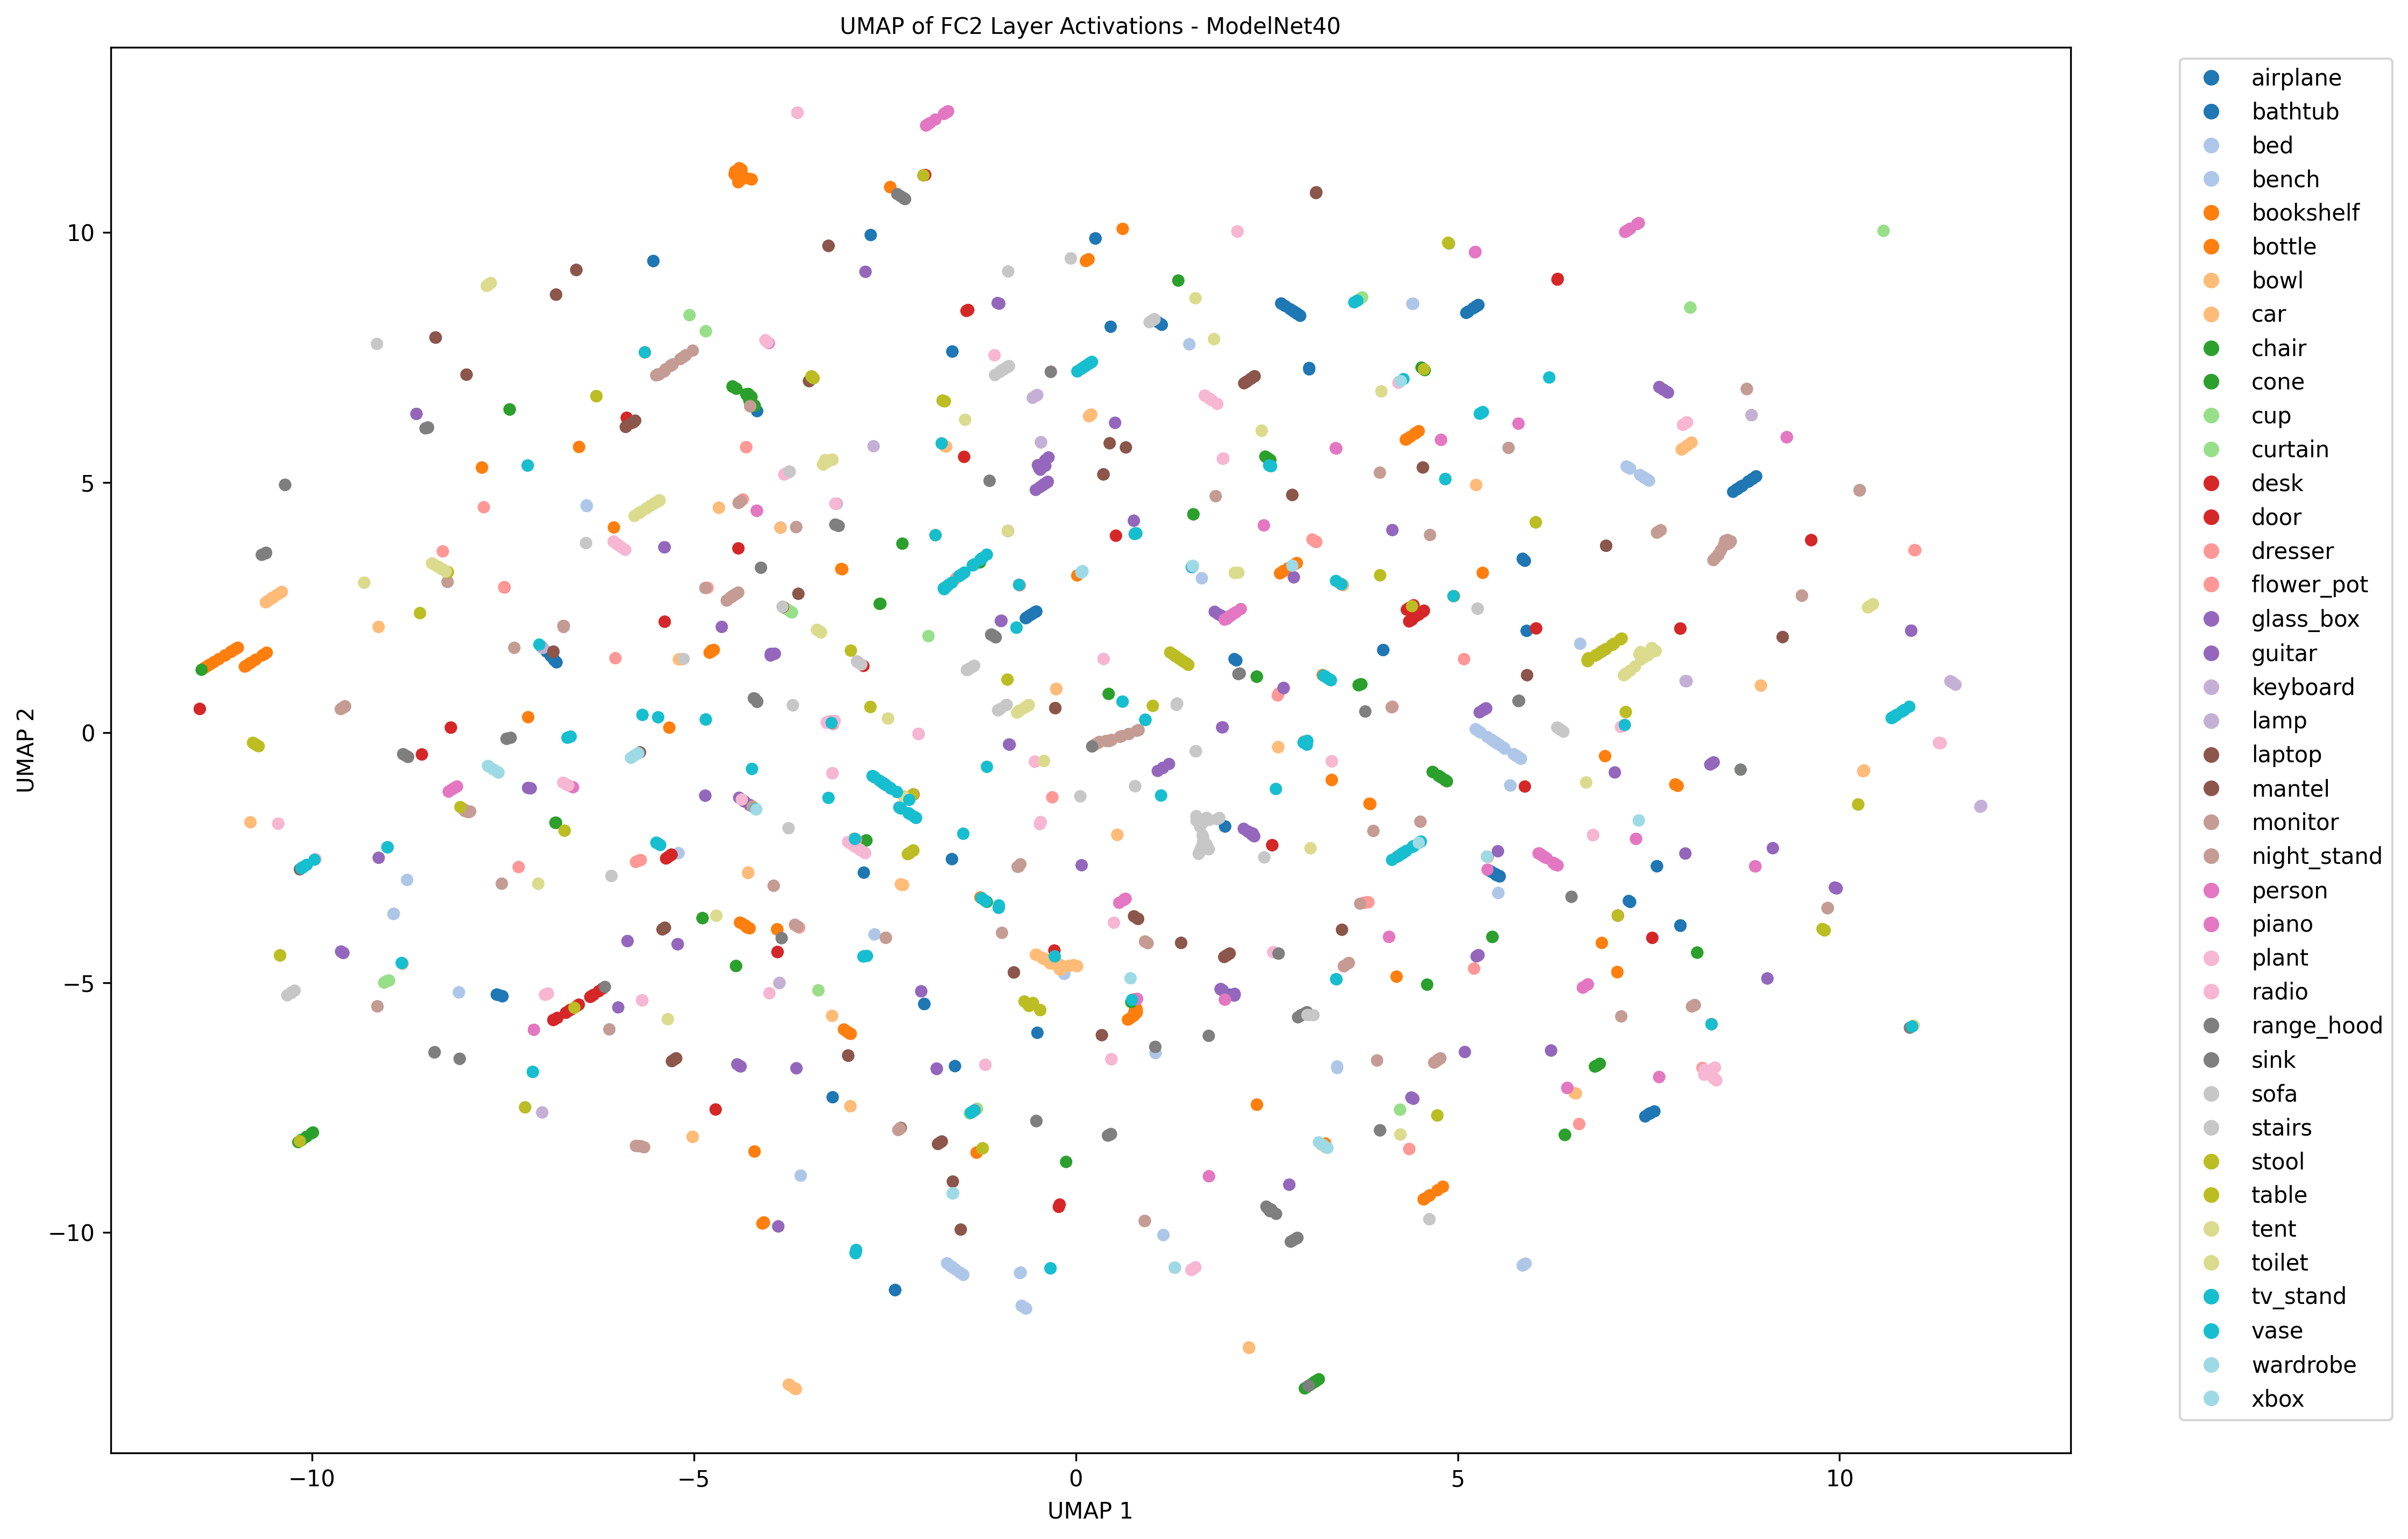 UMAP of FC2 Layer Activations - ModelNet40
10
5
0
−5
−10
UMAP 2
−10
−5
0
5
10
UMAP 1
airplane
bathtub
bed
bench
bookshelf
bottle
bowl
car
chair
cone
cup
curtain
desk
door
dresser
flower_pot
glass_box
guitar
keyboard
lamp
laptop
mantel
monitor
night_stand
person
piano
plant
radio
range_hood
sink
sofa
stairs
stool
table
tent
toilet
tv_stand
vase
wardrobe
xbox